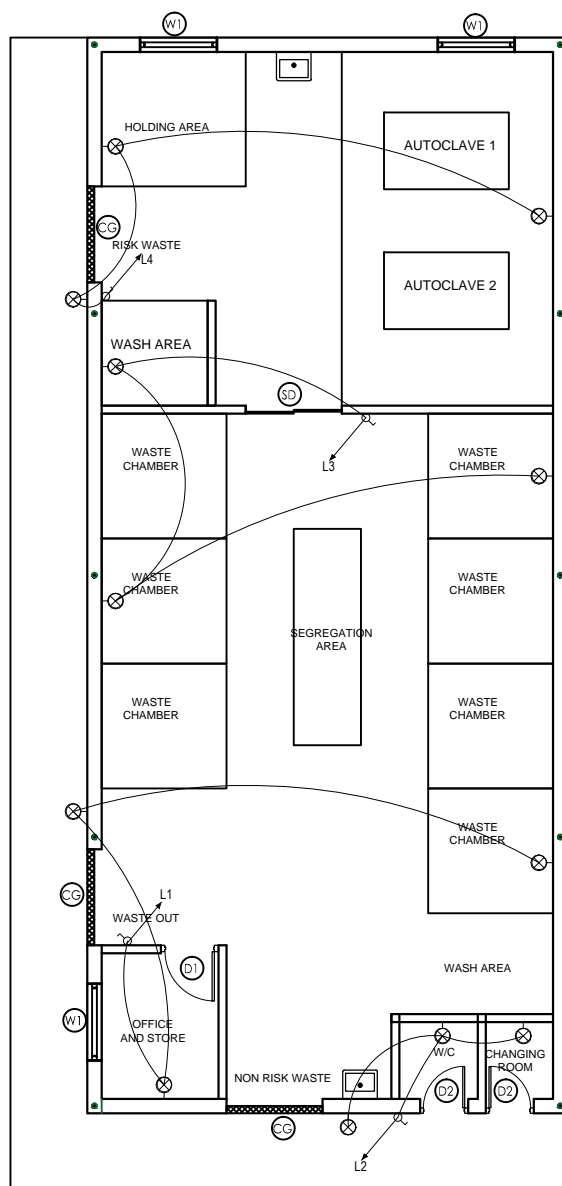 W1
W1
HOLDING AREA
AUTOCLAVE 1
CG
RISK WASTE
L4
AUTOCLAVE 2
WASH AREA
SD
WASTE
CHAMBER
WASTE
CHAMBER
L3
WASTE
CHAMBER
WASTE
CHAMBER
SEGREGATION
AREA
WASTE
CHAMBER
WASTE
CHAMBER
WASTE
CHAMBER
CG
L1
WASTE OUT
D1
WASH AREA
W1
OFFICE
AND STORE
W/C
CHANGING
ROOM
NON RISK WASTE
D2
D2
CG
L2